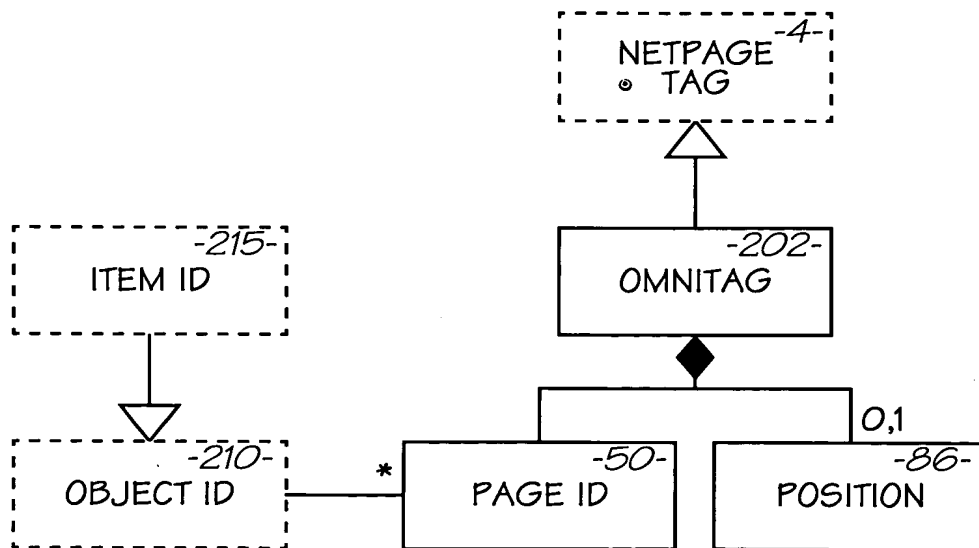 -4-
NETPAGE
TAG
-215-
ITEM ID
-202-
OMNITAG
0,1
-210-
OBJECT ID
*
-50-
PAGE ID
-86-
POSITION